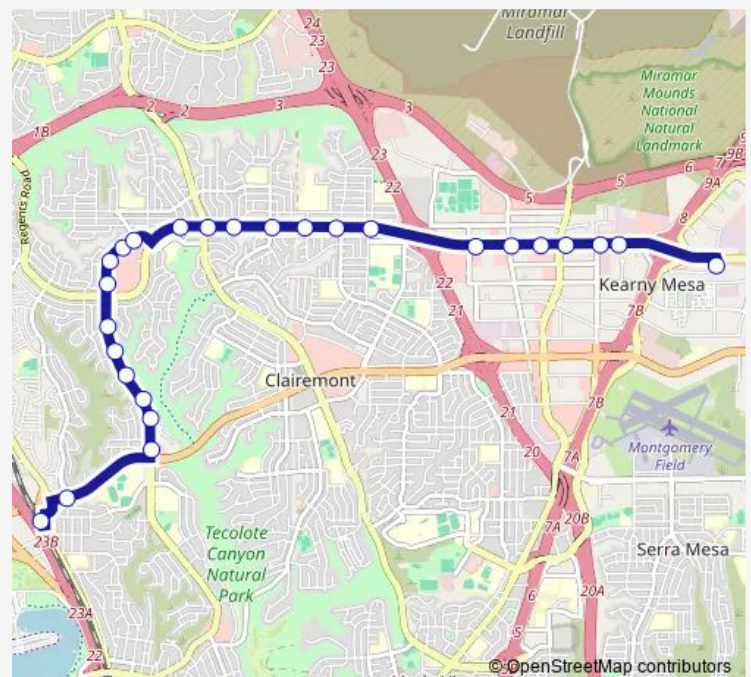 Miramar
Landfill
24
23
23
Miramar
Mounds
National
Natural
Landmark
2
2
3
3
1B
23
22
5
5
6
7
9B
9A
8
Regents Road
22
21
Kearny Mesa
7B
Clairemont
21
20
7B
7A
Montgomery
Field
20B
7A
Tecolote
Canyon
Natural
Park
23B
Serra Mesa
20A
6
5
23A
22
© OpenStreetMap contributors